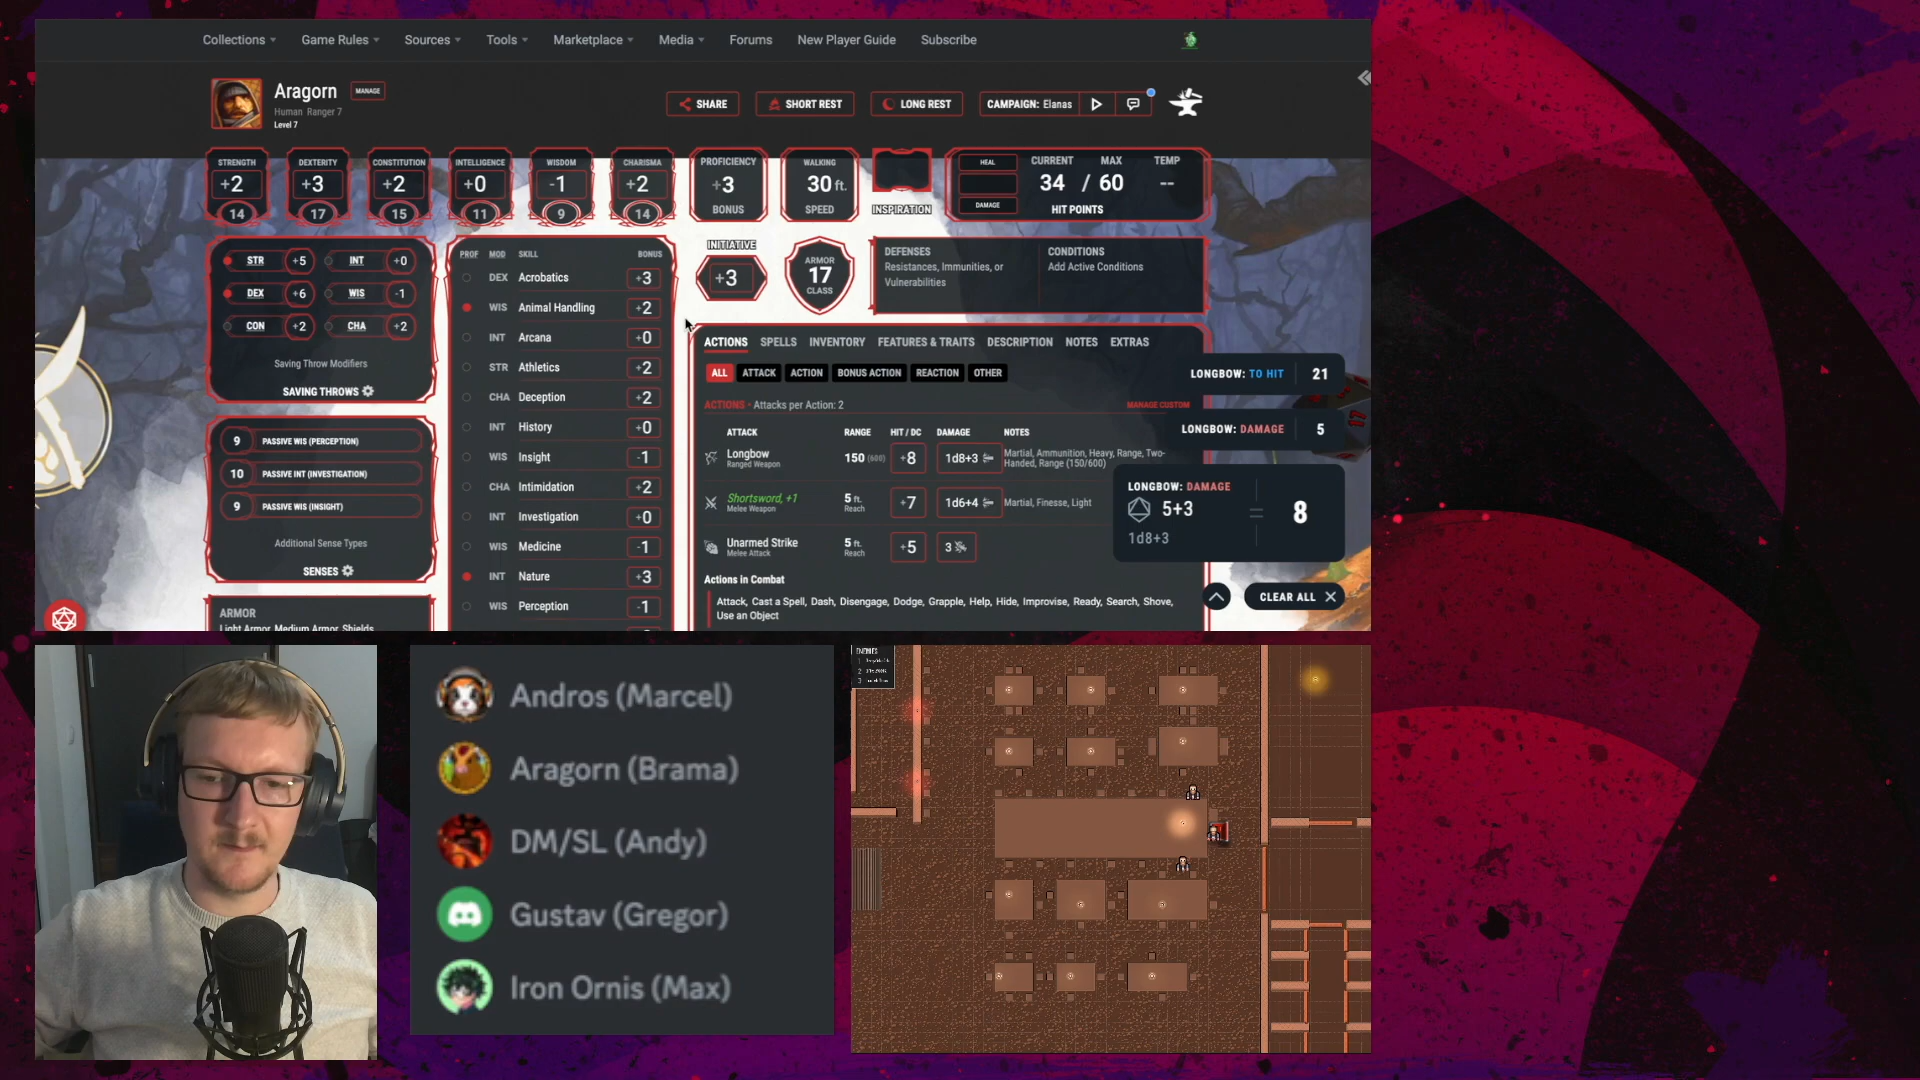 Collections
Game Rules
Sources
Tools
Marketplace
Media
Forums
New Player Guide
Subscribe
Aragorn
MANAGE
Human Ranger 7
Level 7
SHARE
SHORT REST
LONG REST
CAMPAIGN: Elanas
STRENGTH
+2
14
DEXTERITY
+3
17
CONSTITUTION
+2
15
INTELLIGENCE
+0
11
WISDOM
-1
9
CHARISMA
+2
14
PROFICIENCY
+3
BONUS
WALKING
30 ft.
SPEED
INSPIRATION
HEAL
DAMAGE
CURRENT MAX TEMP
34 / 60 --
HIT POINTS
STR +5 INT +0
DEX +6 WIS -1
CON +2 CHA +2
Saving Throw Modifiers
SAVING THROWS
9 PASSIVE WIS (PERCEPTION)
10 PASSIVE INT (INVESTIGATION)
9 PASSIVE WIS (INSIGHT)
Additional Sense Types
SENSES
ARMOR
Light Armor, Medium Armor, Shields
PROF MOD SKILL BONUS
DEX Acrobatics +3
WIS Animal Handling +2
INT Arcana +0
STR Athletics +2
CHA Deception +2
INT History +0
WIS Insight -1
CHA Intimidation +2
INT Investigation +0
WIS Medicine -1
INT Nature +3
WIS Perception -1
INITIATIVE
+3
ARMOR
17
CLASS
DEFENSES
Resistances, Immunities, or
Vulnerabilities
CONDITIONS
Add Active Conditions
ACTIONS SPELLS INVENTORY FEATURES & TRAITS DESCRIPTION NOTES EXTRAS
ALL ATTACK ACTION BONUS ACTION REACTION OTHER
ACTIONS • Attacks per Action: 2
MANAGE CUSTOM
ATTACK RANGE HIT / DC DAMAGE NOTES
Longbow 150 (600) +8 1d8+3 Martial, Ammunition, Heavy, Range, Two-
Ranged Weapon Handed, Range (150/600)
Shortsword, +1 5 ft. +7 1d6+4 Martial, Finesse, Light
Melee Weapon Reach
Unarmed Strike 5 ft. +5 3
Melee Attack Reach
Actions in Combat
Attack, Cast a Spell, Dash, Disengage, Dodge, Grapple, Help, Hide, Improvise, Ready, Search, Shove,
Use an Object
LONGBOW: TO HIT 21
LONGBOW: DAMAGE 5
LONGBOW: DAMAGE
5+3 = 8
1d8+3
CLEAR ALL X
Andros (Marcel)
Aragorn (Brama)
DM/SL (Andy)
Gustav (Gregor)
Iron Ornis (Max)
ENEMIES
1
2
3